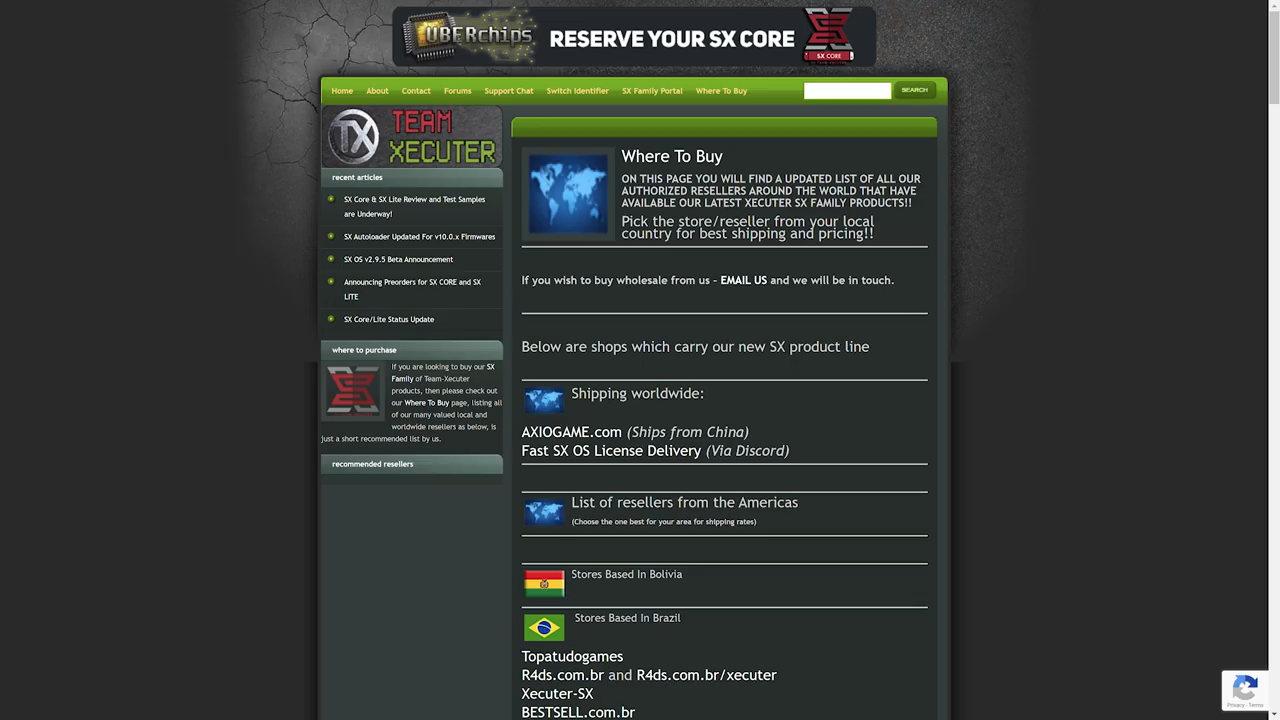 UBERchips
RESERVE YOUR SX CORE
SX CORE
Home About Contact Forums Support Chat Switch Identifier SX Family Portal Where To Buy SEARCH
TX
TEAM
XECUTER
recent articles
SX Core & SX Lite Review and Test Samples
are Underway!
SX Autoloader Updated For v10.0.x Firmwares
SX OS v2.9.5 Beta Announcement
Announcing Preorders for SX CORE and SX
LITE
SX Core/Lite Status Update
where to purchase
If you are looking to buy our SX
Family of Team-Xecuter
products, then please check out
our Where To Buy page, listing all
of our many valued local and
worldwide resellers as below, is
just a short recommended list by us.
recommended resellers
Where To Buy
ON THIS PAGE YOU WILL FIND A UPDATED LIST OF ALL OUR
AUTHORIZED RESELLERS AROUND THE WORLD THAT HAVE
AVAILABLE OUR LATEST XECUTER SX FAMILY PRODUCTS!!
Pick the store/reseller from your local
country for best shipping and pricing!!
If you wish to buy wholesale from us – EMAIL US and we will be in touch.
Below are shops which carry our new SX product line
Shipping worldwide:
AXIOGAME.com (Ships from China)
Fast SX OS License Delivery (Via Discord)
List of resellers from the Americas
(Choose the one best for your area for shipping rates)
Stores Based In Bolivia
Stores Based In Brazil
Topatudogames
R4ds.com.br and R4ds.com.br/xecuter
Xecuter-SX
BESTSELL.com.br
Privacy - Terms